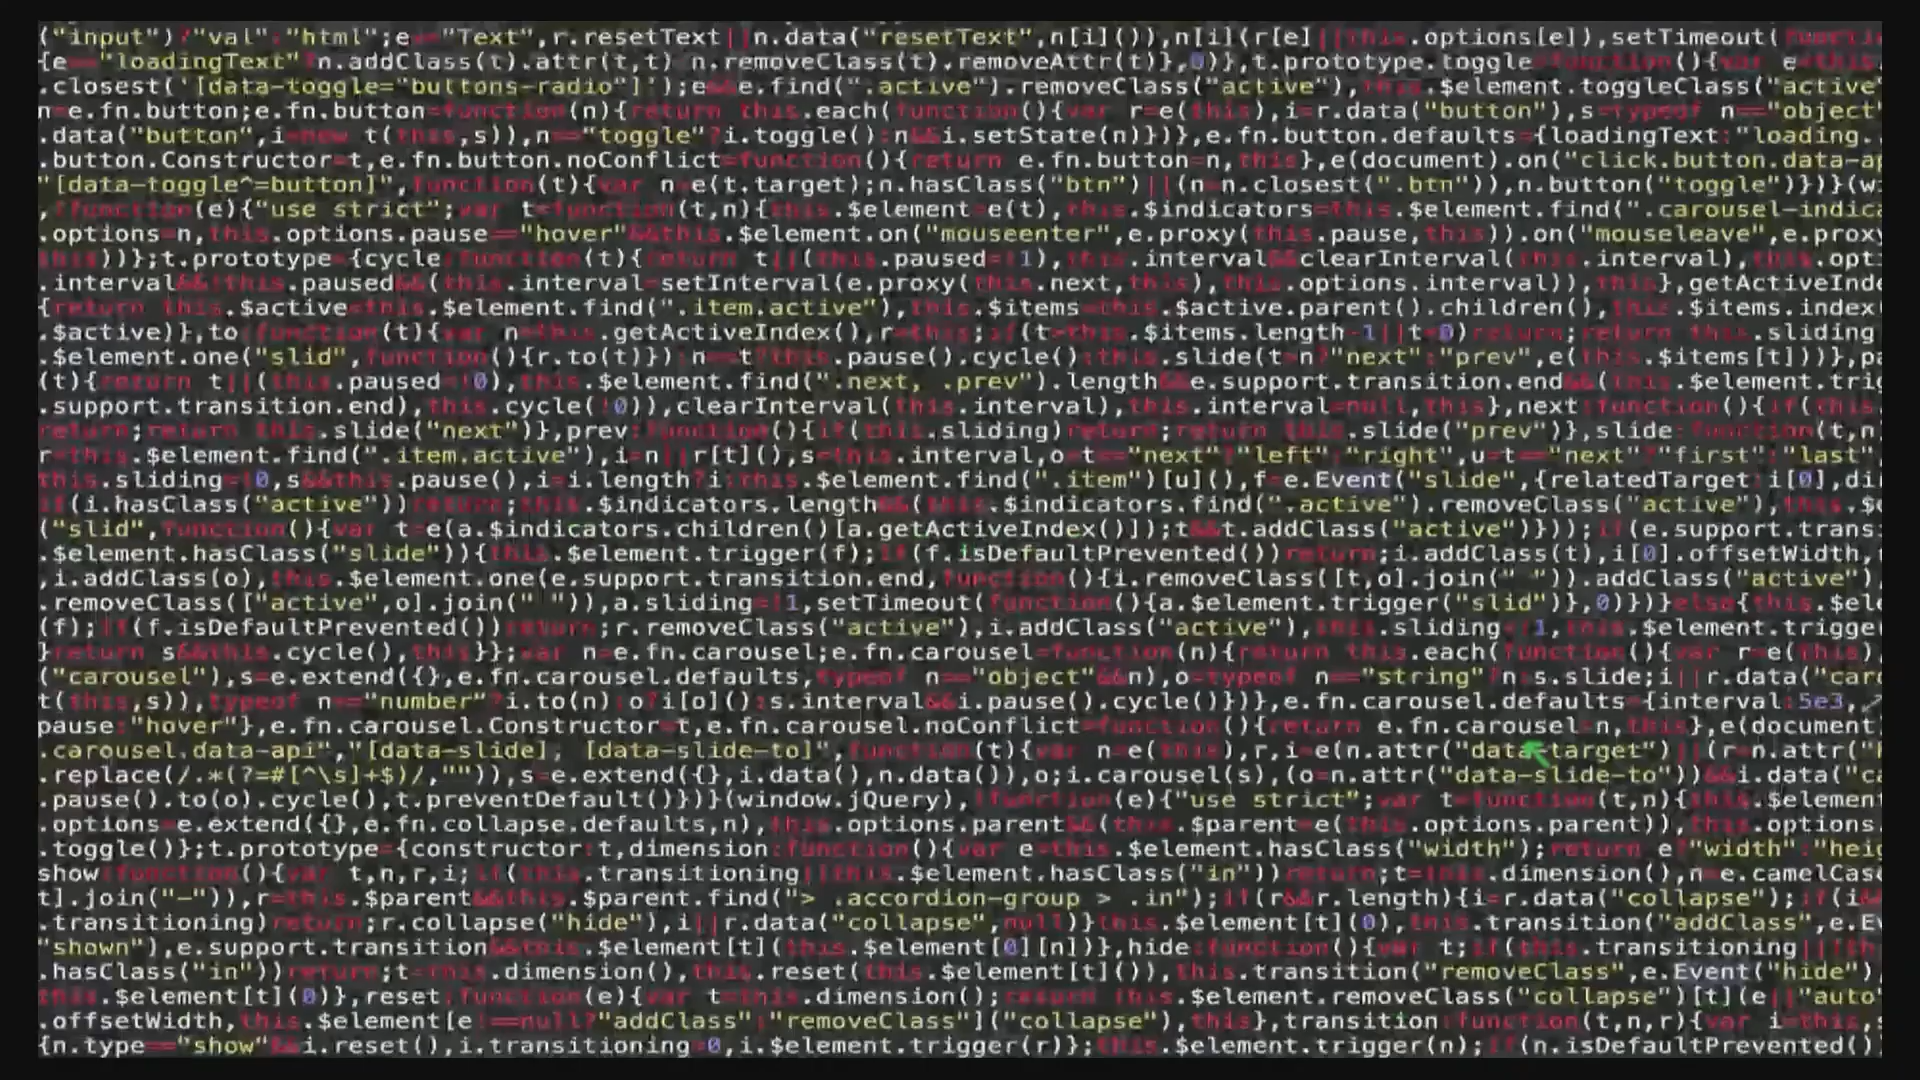 ("input")?"val":"html";e+="Text",r.resetText||n.data("resetText",n[i]()),n[i](r[e]||this.options[e]),setTimeout(
{e=="loadingText"?n.addClass(t).attr(t,t):n.removeClass(t).removeAttr(t)},0)},t.prototype.toggle=function(){var e=this
.closest('[data-toggle="buttons-radio"]');e&&e.find(".active").removeClass("active"),this.$element.toggleClass("active"
n=e.fn.button;e.fn.button=function(n){return this.each(function(){var r=e(this),i=r.data("button"),s=typeof n=="object"
.data("button",i=new t(this,s)),n=="toggle"?i.toggle():n&&i.setState(n)})},e.fn.button.defaults={loadingText:"loading.
.button.Constructor=t,e.fn.button.noConflict=function(){return e.fn.button=n,this},e(document).on("click.button.data-ap
"[data-toggle^=button]",function(t){var n=e(t.target);n.hasClass("btn")||(n=n.closest(".btn")),n.button("toggle")})}(w
,!function(e){"use strict";var t=function(t,n){this.$element=e(t),this.$indicators=this.$element.find(".carousel-indica
.options=n,this.options.pause=="hover"&&this.$element.on("mouseenter",e.proxy(this.pause,this)).on("mouseleave",e.proxy
this))};t.prototype={cycle:function(t){return t||(this.paused=!1),this.interval&&clearInterval(this.interval),this.opti
.interval&&!this.paused&&(this.interval=setInterval(e.proxy(this.next,this),this.options.interval)),this},getActiveInde
{return this.$active=this.$element.find(".item.active"),this.$items=this.$active.parent().children(),this.$items.index
.$active)},to:function(t){var n=this.getActiveIndex(),r=this;if(t>this.$items.length-1||t<0)return;return this.sliding
.$element.one("slid",function(){r.to(t)}):n==t?this.pause().cycle():this.slide(t>n?"next":"prev",e(this.$items[t]))},pa
(t){return t||(this.paused=!0),this.$element.find(".next, .prev").length&&e.support.transition.end&&(this.$element.trig
.support.transition.end),this.cycle(!0)),clearInterval(this.interval),this.interval=null,this},next:function(){if(this
return;return this.slide("next")},prev:function(){if(this.sliding)return;return this.slide("prev")},slide:function(t,n
r=this.$element.find(".item.active"),i=n||r[t](),s=this.interval,o=t=="next"?"left":"right",u=t=="next"?"first":"last"
this.sliding=!0,s&&this.pause(),i=i.length?i:this.$element.find(".item")[u](),f=e.Event("slide",{relatedTarget:i[0],di
if(i.hasClass("active"))return;this.$indicators.length&&(this.$indicators.find(".active").removeClass("active"),this.$e
("slid",function(){var t=e(a.$indicators.children()[a.getActiveIndex()]);t&&t.addClass("active")}));if(e.support.trans
.$element.hasClass("slide")){this.$element.trigger(f);if(f.isDefaultPrevented())return;i.addClass(t),i[0].offsetWidth,
,i.addClass(o),this.$element.one(e.support.transition.end,function(){i.removeClass([t,o].join(" ")).addClass("active")
.removeClass(["active",o].join(" ")),a.sliding=!1,setTimeout(function(){a.$element.trigger("slid")},0)})}else{this.$ele
(f);if(f.isDefaultPrevented())return;r.removeClass("active"),i.addClass("active"),this.sliding=!1,this.$element.trigge
}return s&&this.cycle(),this}};var n=e.fn.carousel;e.fn.carousel=function(n){return this.each(function(){var r=e(this)
("carousel"),s=e.extend({},e.fn.carousel.defaults,typeof n=="object"&&n),o=typeof n=="string"?n:s.slide;i||r.data("caro
t(this,s)),typeof n=="number"?i.to(n):o?i[o]():s.interval&&i.pause().cycle()})},e.fn.carousel.defaults={interval:5e3,
pause:"hover"},e.fn.carousel.Constructor=t,e.fn.carousel.noConflict=function(){return e.fn.carousel=n,this},e(document
.carousel.data-api","[data-slide], [data-slide-to]",function(t){var n=e(this),r,i=e(n.attr("data-target")||(r=n.attr("h
.replace(/.*(?=#[^\s]+$)/,"")),s=e.extend({},i.data(),n.data()),o;i.carousel(s),(o=n.attr("data-slide-to"))&&i.data("ca
.pause().to(o).cycle(),t.preventDefault()})}(window.jQuery),!function(e){"use strict";var t=function(t,n){this.$element
.options=e.extend({},e.fn.collapse.defaults,n),this.options.parent&&(this.$parent=e(this.options.parent)),this.options.
.toggle()};t.prototype={constructor:t,dimension:function(){var e=this.$element.hasClass("width");return e?"width":"heig
show:function(){var t,n,r,i;if(this.transitioning||this.$element.hasClass("in"))return;t=this.dimension(),n=e.camelCas
t].join("-")),r=this.$parent&&this.$parent.find("> .accordion-group > .in");if(r&&r.length){i=r.data("collapse");if(i&
.transitioning)return;r.collapse("hide"),i||r.data("collapse",null)}this.$element[t](0),this.transition("addClass",e.Ev
"shown"),e.support.transition&&this.$element[t](this.$element[0][n])},hide:function(){var t;if(this.transitioning||!th
.hasClass("in"))return;t=this.dimension(),this.reset(this.$element[t]()),this.transition("removeClass",e.Event("hide")
this.$element[t](0)},reset:function(e){var t=this.dimension();return this.$element.removeClass("collapse")[t](e||"auto"
.offsetWidth,this.$element[e!==null?"addClass":"removeClass"]("collapse"),this},transition:function(t,n,r){var i=this,s
{n.type=="show"&&i.reset(),i.transitioning=0,i.$element.trigger(r)};this.$element.trigger(n);if(n.isDefaultPrevented()